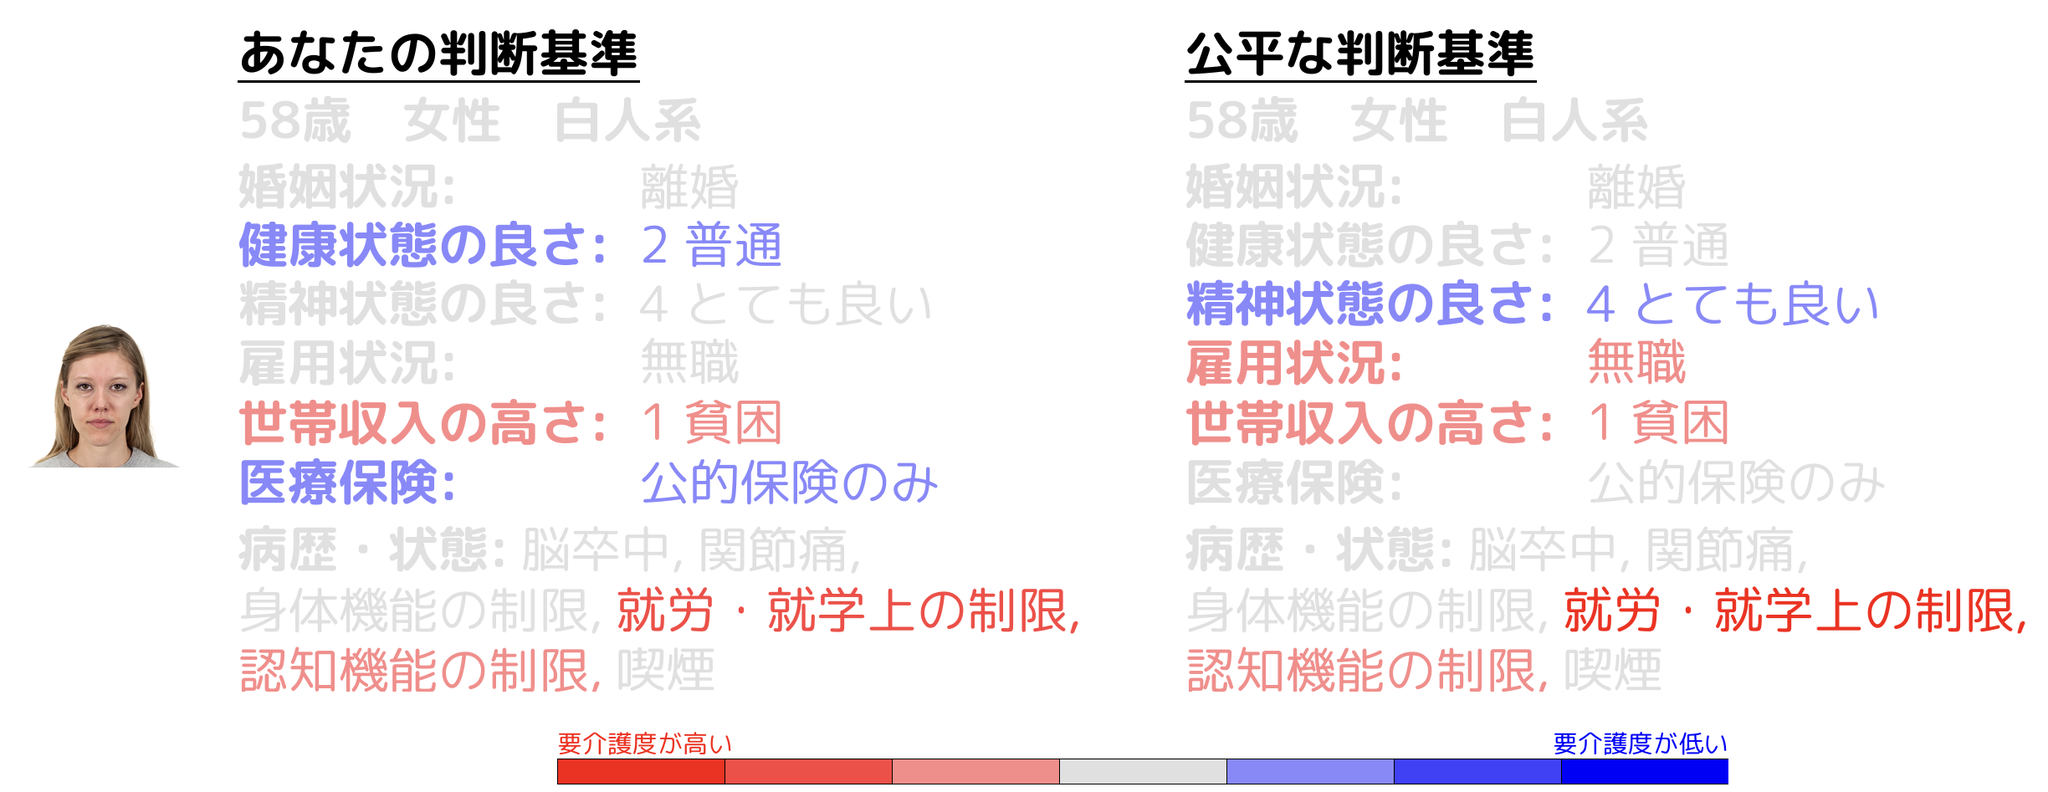 あなたの判断基準
58歳 女性 白人系
婚姻状況: 離婚
健康状態の良さ: 2 普通
精神状態の良さ: 4 とても良い
雇用状況: 無職
世帯収入の高さ: 1 貧困
医療保険: 公的保険のみ
病歴・状態: 脳卒中, 関節痛,
身体機能の制限, 就労・就学上の制限,
認知機能の制限, 喫煙
公平な判断基準
58歳 女性 白人系
婚姻状況: 離婚
健康状態の良さ: 2 普通
精神状態の良さ: 4 とても良い
雇用状況: 無職
世帯収入の高さ: 1 貧困
医療保険: 公的保険のみ
病歴・状態: 脳卒中, 関節痛,
身体機能の制限, 就労・就学上の制限,
認知機能の制限, 喫煙
要介護度が高い
要介護度が低い